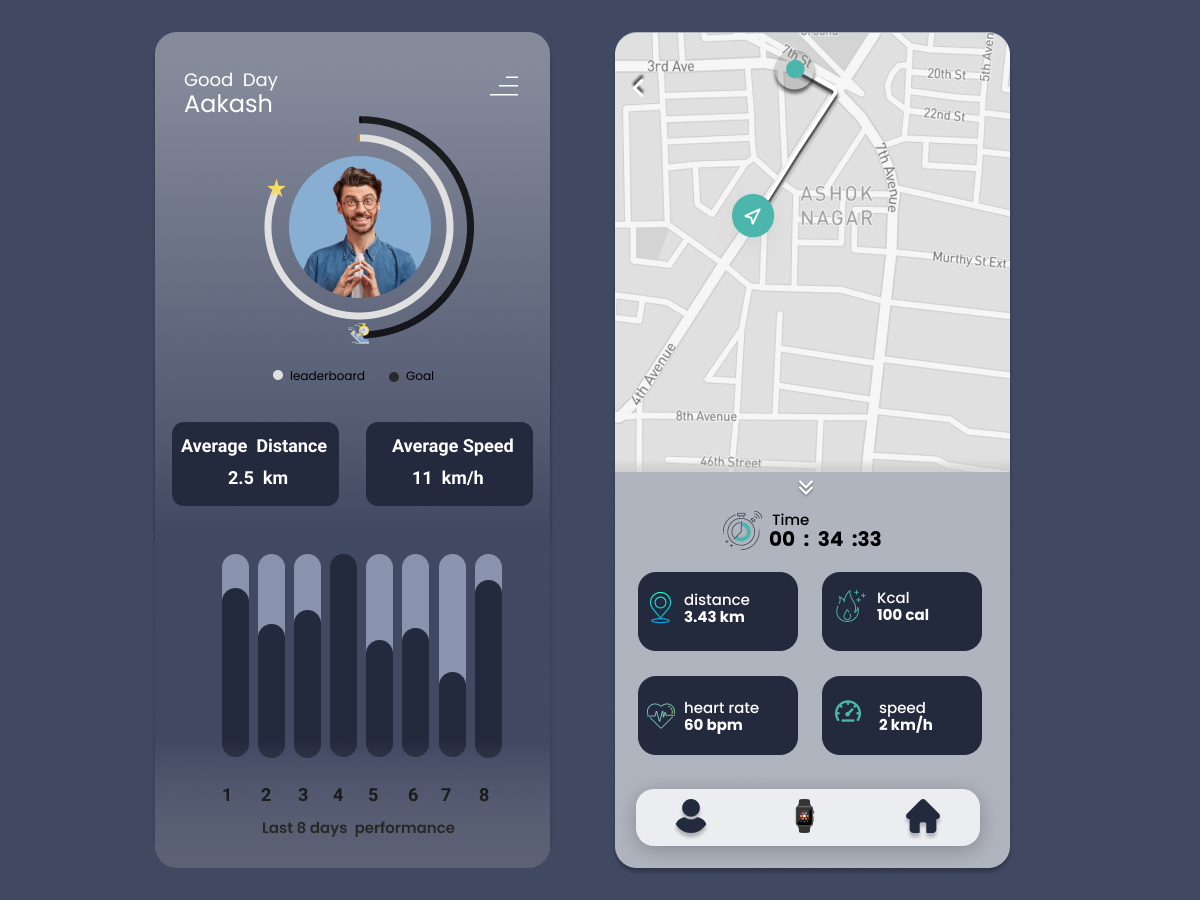 Good Day
Aakash
leaderboard
Goal
Average Distance
2.5 km
Average Speed
11 km/h
1 2 3 4 5 6 7 8
Last 8 days performance
7th St
3rd Ave
20th St
5th Aven
22nd St
7th Avenue
ASHOK
NAGAR
Murthy St Ext
4th Avenue
8th Avenue
46th Street
Time
00 : 34 :33
distance
3.43 km
Kcal
100 cal
heart rate
60 bpm
speed
2 km/h